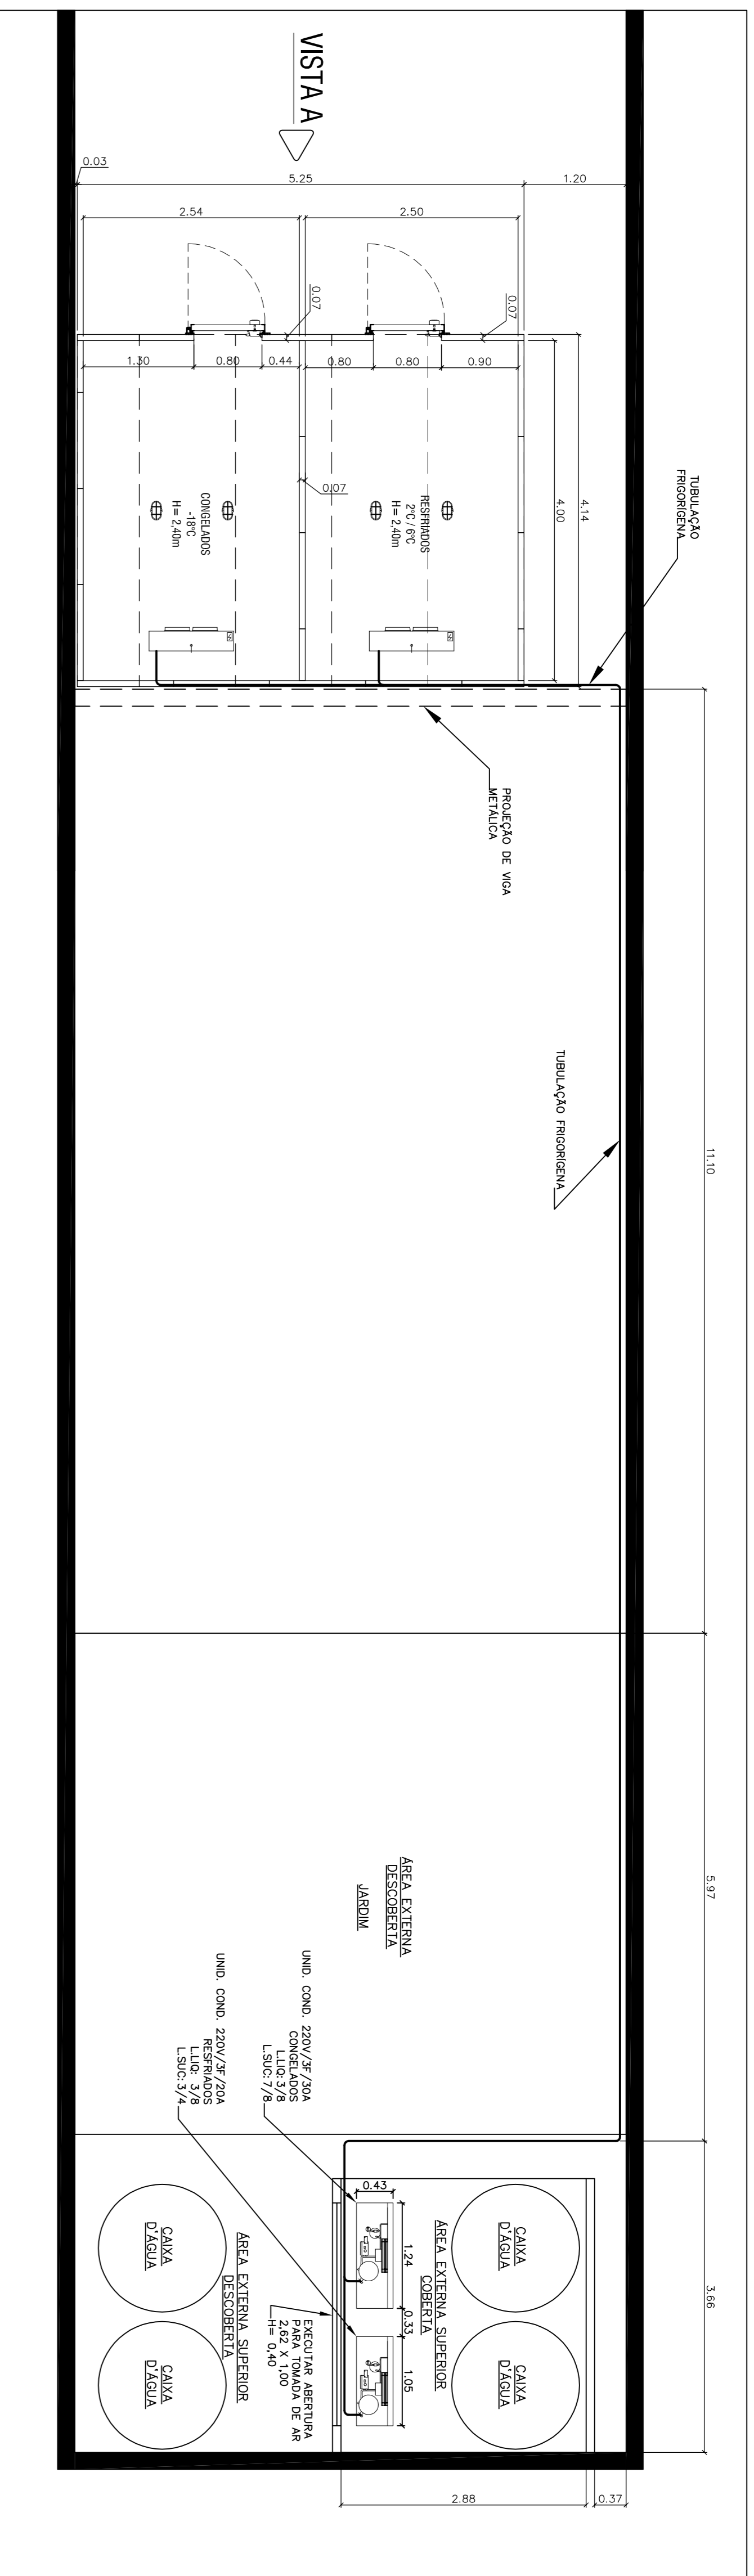 VISTA A
0.03
5.25
1.20
2.54
2.50
0.07
0.07
1.30
0.80
0.44
0.80
0.80
0.90
0.07
4.00
4.14
CONGELADOS
-18°C
H= 2,40m
RESFRIADOS
2°C / 6°C
H= 2,40m
TUBULAÇÃO
FRIGORÍGENA
PROJEÇÃO DE VIGA
METÁLICA
TUBULAÇÃO FRIGORÍGENA
11.10
5.97
3.66
ÁREA EXTERNA
DESCOBERTA
JARDIM
UNID. COND. 220V/3F/30A
CONGELADOS
L.LIQ: 3/8
L.SUC: 7/8
UNID. COND. 220V/3F/20A
RESFRIADOS
L.LIQ: 3/8
L.SUC: 3/4
0.43
1.24
0.33
1.05
ÁREA EXTERNA SUPERIOR
COBERTA
CAIXA
D'ÁGUA
CAIXA
D'ÁGUA
ÁREA EXTERNA SUPERIOR
DESCOBERTA
CAIXA
D'ÁGUA
CAIXA
D'ÁGUA
EXECUTAR ABERTURA
PARA TOMADA DE AR
2,62 X 1,00
H= 0,40
2.88
0.37